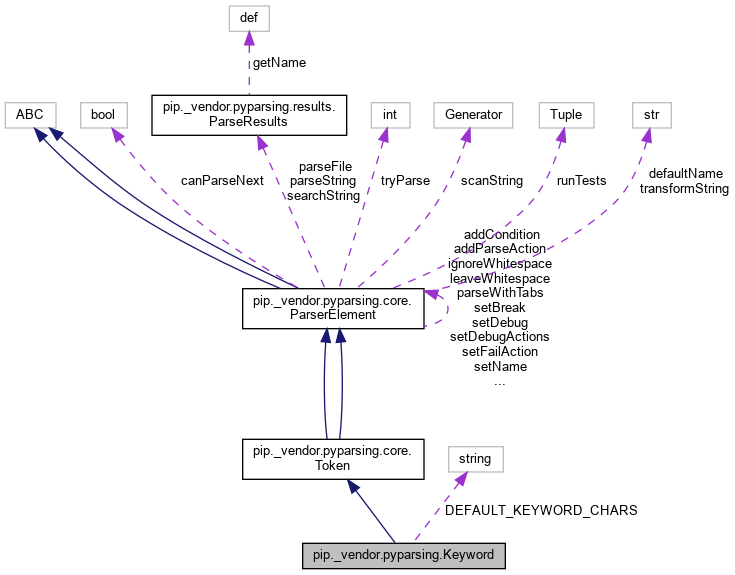 def
getName
pip._vendor.pyparsing.results.
ParseResults
ABC
bool
int
Generator
Tuple
str
canParseNext
parseFile
parseString
searchString
tryParse
scanString
runTests
defaultName
transformString
addCondition
addParseAction
ignoreWhitespace
leaveWhitespace
parseWithTabs
setBreak
setDebug
setDebugActions
setFailAction
setName
...
pip._vendor.pyparsing.core.
ParserElement
pip._vendor.pyparsing.core.
Token
string
DEFAULT_KEYWORD_CHARS
pip._vendor.pyparsing.Keyword